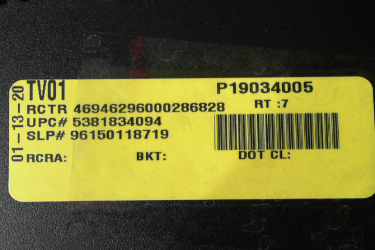 01-13-20
TV01 P19034005
RCTR 46946296000286828 RT :7
UPC# 5381834094
SLP# 96150118719
RCRA: BKT: DOT CL: